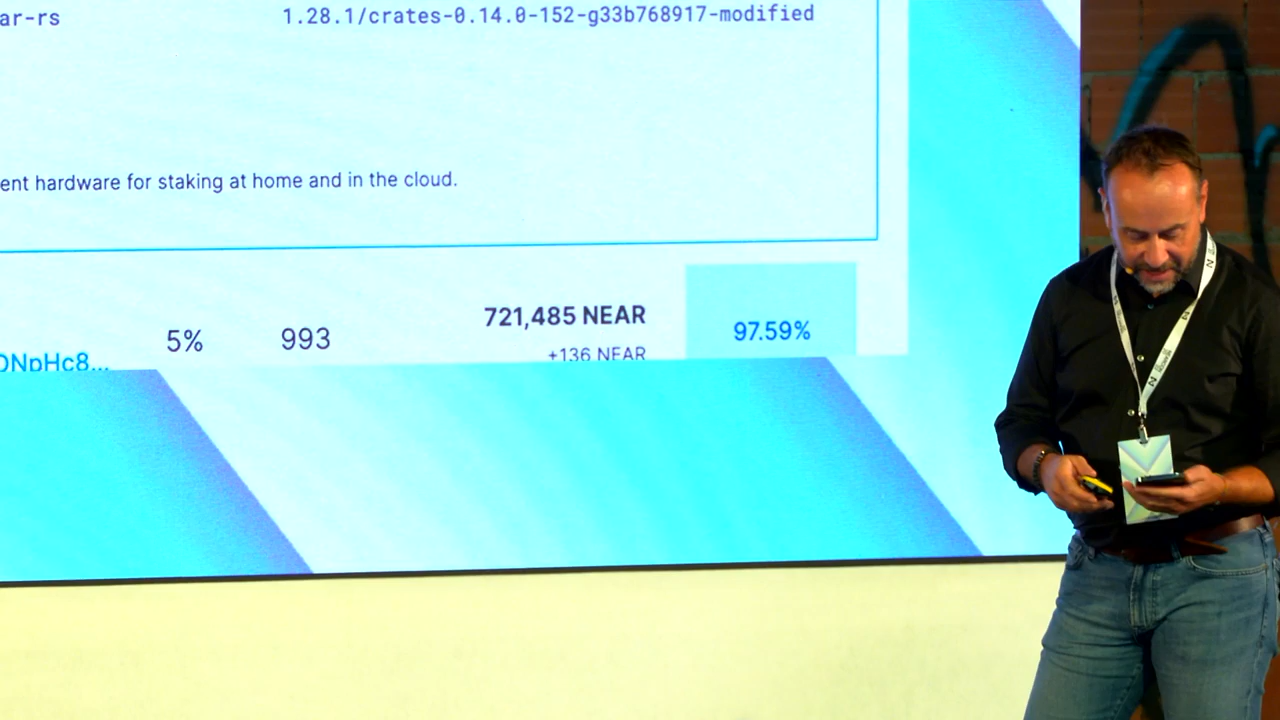 ar-rs 1.28.1/crates-0.14.0-152-g33b768917-modified
ent hardware for staking at home and in the cloud.
5% 993 721,485 NEAR 97.59%
+136 NEAR
DNpHc8...